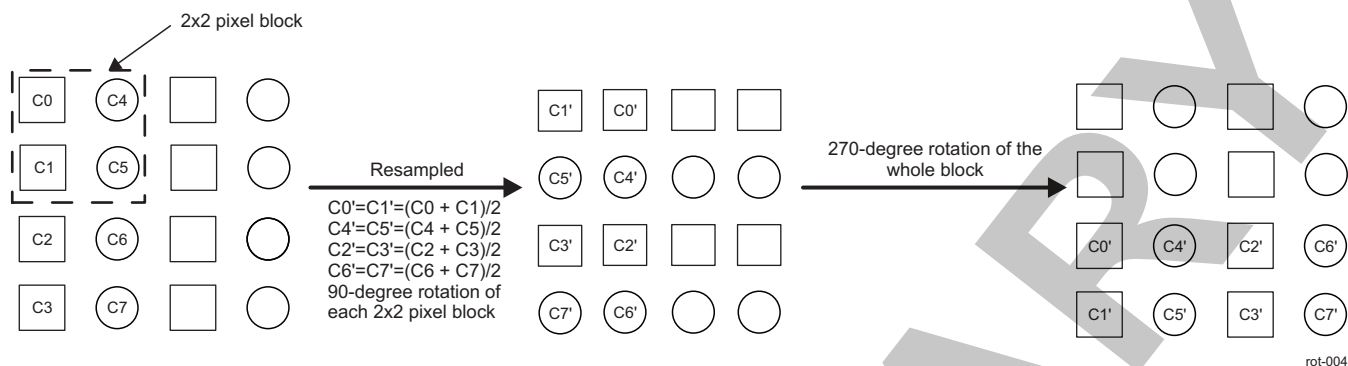 2x2 pixel block
C0 C4
C1 C5
C2 C6
C3 C7
Resampled
C0'=C1'=(C0 + C1)/2
C4'=C5'=(C4 + C5)/2
C2'=C3'=(C2 + C3)/2
C6'=C7'=(C6 + C7)/2
90-degree rotation of
each 2x2 pixel block
C1' C0'
C5' C4'
C3' C2'
C7' C6'
270-degree rotation of the
whole block
C0' C4' C2' C6'
C1' C5' C3' C7'
rot-004